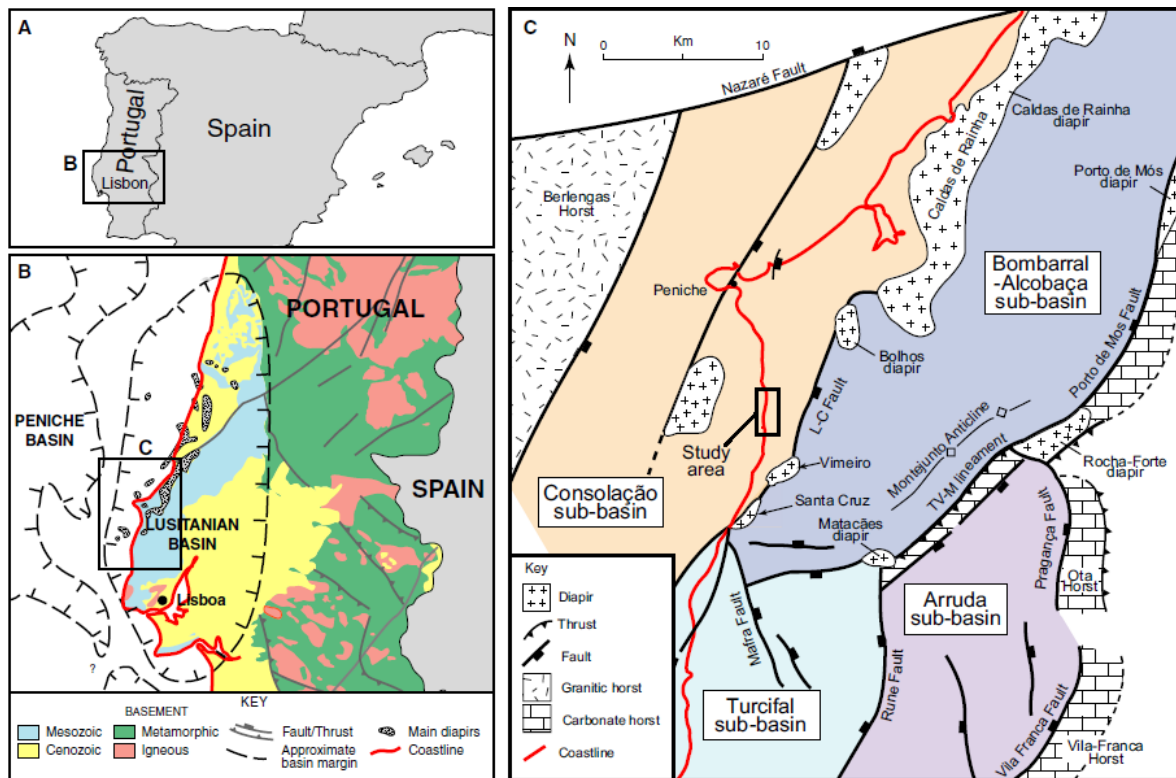 A
Portugal
Spain
B
Lisbon
B
PORTUGAL
PENICHE
BASIN
C
SPAIN
LUSITANIAN
BASIN
Lisboa
?
BASEMENT
KEY
Mesozoic
Metamorphic
Fault/Thrust
Main diapirs
Cenozoic
Igneous
Approximate
basin margin
Coastline
C
N
0
Km
10
Nazaré Fault
Caldas de Rainha
diapir
Caldas de Rainha
Porto de Mós
diapir
Berlengas
Horst
Bombarral
-Alcobaça
sub-basin
Peniche
Porto de Mos Fault
Bolhos
diapir
L-C Fault
Montejunto Anticline
Study
area
Vimeiro
TV-M lineament
Rocha-Forte
diapir
Consolação
sub-basin
Santa Cruz
Matacães
diapir
Pragança Fault
Ota
Horst
Key
Diapir
Thrust
Fault
Granitic horst
Carbonate horst
Coastline
Mafra Fault
Arruda
sub-basin
Rune Fault
Turcifal
sub-basin
Vila Franca Fault
Vila-Franca
Horst